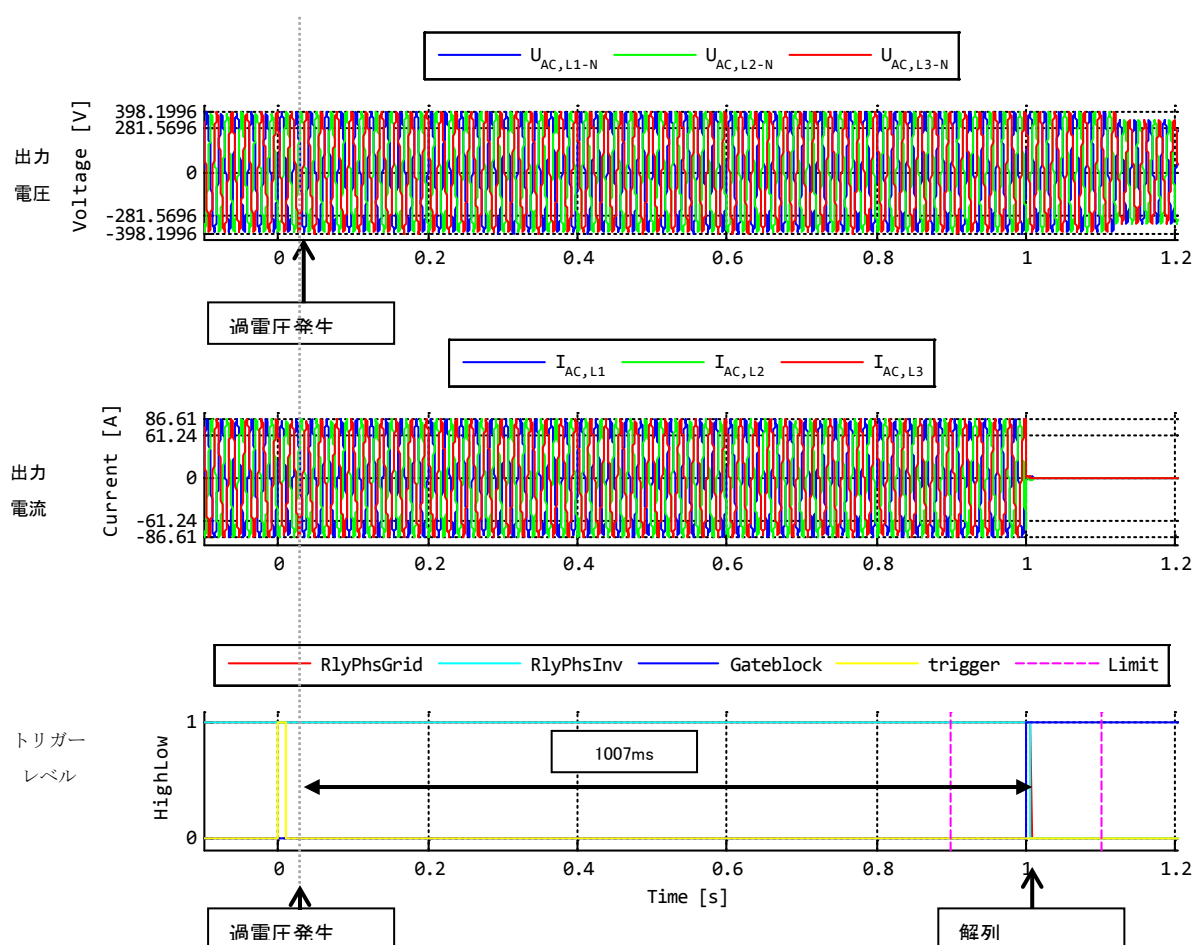 U_AC,L1-N U_AC,L2-N U_AC,L3-N
出力
電圧
Voltage [V]
398.1996
281.5696
0
-281.5696
-398.1996
0 0.2 0.4 0.6 0.8 1 1.2
過電圧発生
I_AC,L1 I_AC,L2 I_AC,L3
出力
電流
Current [A]
86.61
61.24
0
-61.24
-86.61
0 0.2 0.4 0.6 0.8 1 1.2
RlyPhsGrid RlyPhsInv Gateblock trigger Limit
トリガー
レベル
HighLow
1
0
1007ms
0 0.2 0.4 0.6 0.8 1 1.2
Time [s]
過電圧発生
解列